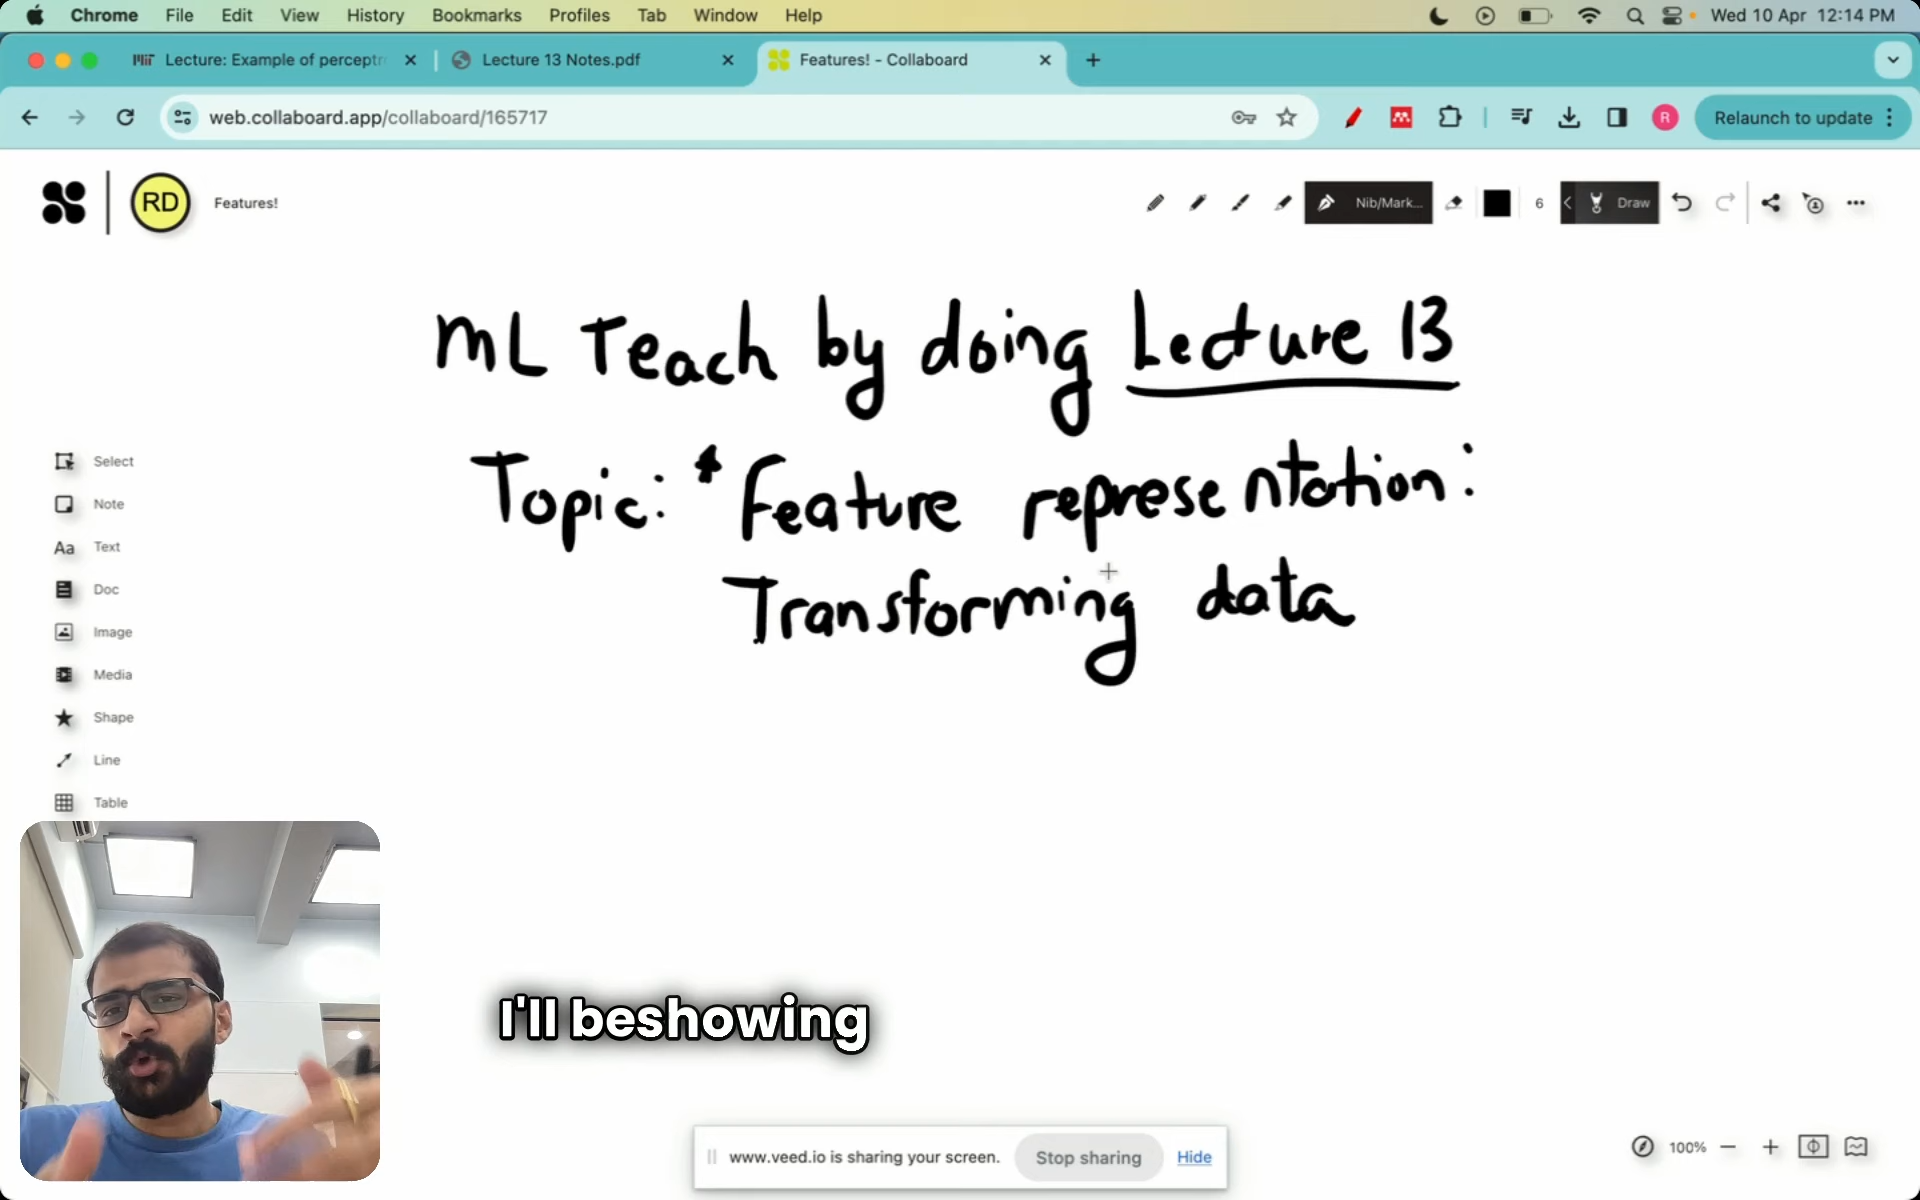 Chrome File Edit View History Bookmarks Profiles Tab Window Help Wed 10 Apr 12:14 PM
Lecture: Example of perceptr Lecture 13 Notes.pdf Features! - Collaboard
web.collaboard.app/collaboard/165717 R Relaunch to update
RD Features! Nib/Mark... 6 Draw
ML Teach by doing Lecture 13
Topic: * Feature representation:
Transforming data
Select
Note
Aa Text
Doc
Image
Media
Shape
Line
Table
I'll beshowing
www.veed.io is sharing your screen. Stop sharing Hide
100%